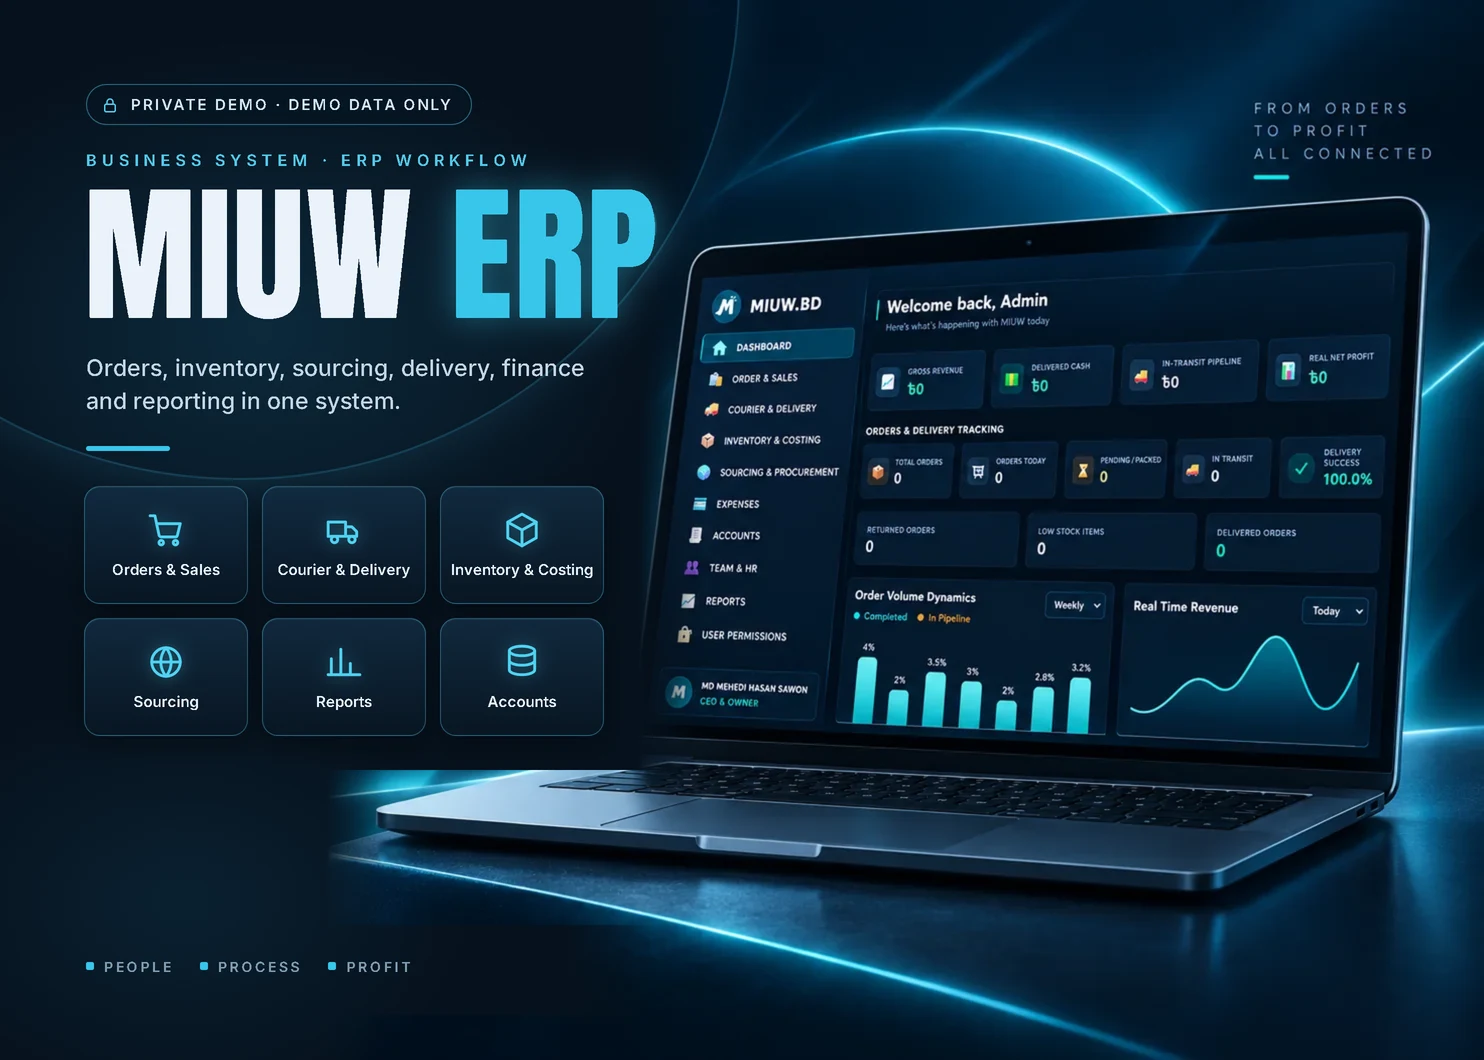 PRIVATE DEMO · DEMO DATA ONLY
BUSINESS SYSTEM · ERP WORKFLOW
MIUW ERP
Orders, inventory, sourcing, delivery, finance
and reporting in one system.
Orders & Sales
Courier & Delivery
Inventory & Costing
Sourcing
Reports
Accounts
PEOPLE
PROCESS
PROFIT
FROM ORDERS
TO PROFIT
ALL CONNECTED
M
MIUW.BD
DASHBOARD
ORDER & SALES
COURIER & DELIVERY
INVENTORY & COSTING
SOURCING & PROCUREMENT
EXPENSES
ACCOUNTS
TEAM & HR
REPORTS
USER PERMISSIONS
M
MD MEHEDI HASAN SAWON
CEO & OWNER
Welcome back, Admin
Here's what's happening with MIUW today
GROSS REVENUE
৳0
DELIVERED CASH
৳0
IN-TRANSIT PIPELINE
৳0
REAL NET PROFIT
৳0
ORDERS & DELIVERY TRACKING
TOTAL ORDERS
0
ORDERS TODAY
0
PENDING/PACKED
0
IN TRANSIT
0
DELIVERY
SUCCESS
100.0%
RETURNED ORDERS
0
LOW STOCK ITEMS
0
DELIVERED ORDERS
0
Order Volume Dynamics
Weekly
Completed
In Pipeline
4%
2%
3.5%
3%
2%
2.8%
3.2%
Real Time Revenue
Today